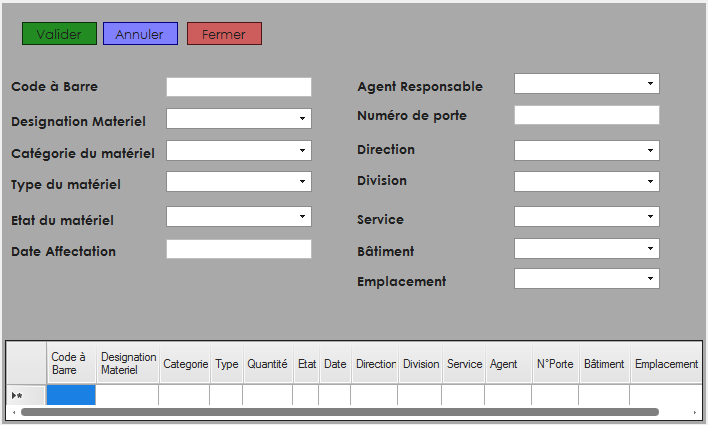 Valider Annuler Fermer
Code à Barre
Designation Materiel
Catégorie du matériel
Type du matériel
Etat du matériel
Date Affectation
Agent Responsable
Numéro de porte
Direction
Division
Service
Bâtiment
Emplacement
Code à Barre Designation Materiel Categorie Type Quantité Etat Date Direction Division Service Agent N°Porte Bâtiment Emplacement